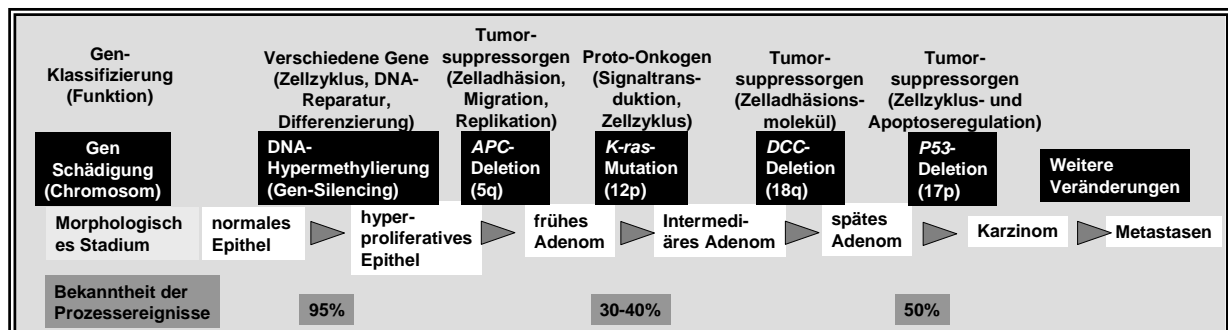 Gen-
Klassifizierung
(Funktion)
Verschiedene Gene
(Zellzyklus, DNA-
Reparatur,
Differenzierung)
Tumor-
suppressorgen
(Zelladhäsion,
Migration,
Replikation)
Proto-Onkogen
(Signaltrans-
duktion,
Zellzyklus)
Tumor-
suppressorgen
(Zelladhäsions-
molekül)
Tumor-
suppressorgen
(Zellzyklus- und
Apoptoseregulation)
Gen
Schädigung
(Chromosom)
DNA-
Hypermethylierung
(Gen-Silencing)
APC-
Deletion
(5q)
K-ras-
Mutation
(12p)
DCC-
Deletion
(18q)
P53-
Deletion
(17p)
Weitere
Veränderungen
Morphologisch
es Stadium
normales
Epithel
hyper-
proliferatives
Epithel
frühes
Adenom
Intermedi-
äres Adenom
spätes
Adenom
Karzinom
Metastasen
Bekanntheit der
Prozessereignisse
95%
30-40%
50%